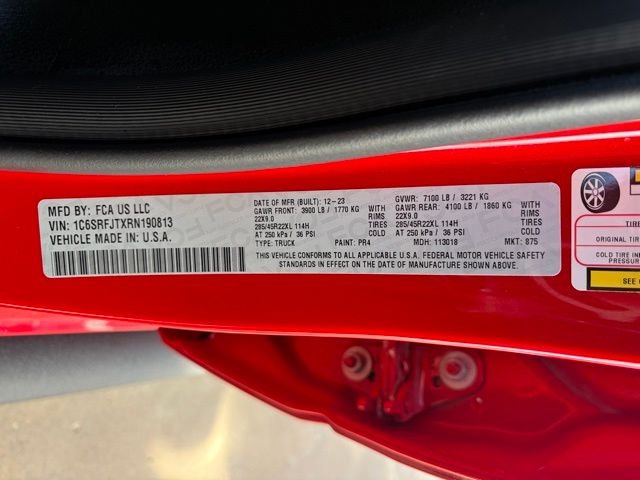 MFD BY: FCA US LLC
VIN: 1C6SRFJTXRN190813
VEHICLE MADE IN: U.S.A.
DATE OF MFR (BUILT): 12-23
GAWR FRONT: 3900 LB / 1770 KG
22X9.0 RIMS
285/45R22XL 114H TIRES
AT 250 kPa / 36 PSI COLD
TYPE: TRUCK PAINT: PR4
GVWR: 7100 LB / 3221 KG
GAWR REAR: 4100 LB / 1860 KG
22X9.0 RIMS
285/45R22XL 114H TIRES
AT 250 kPa / 36 PSI COLD
MDH: 113018 MKT: 875
THIS VEHICLE CONFORMS TO ALL APPLICABLE U.S.A. FEDERAL MOTOR VEHICLE SAFETY
STANDARDS IN EFFECT ON THE DATE OF MANUFACTURE SHOWN ABOVE.
TIRE
ORIGINAL TIRE
COLD TIRE INF
PRESSURE
SEE